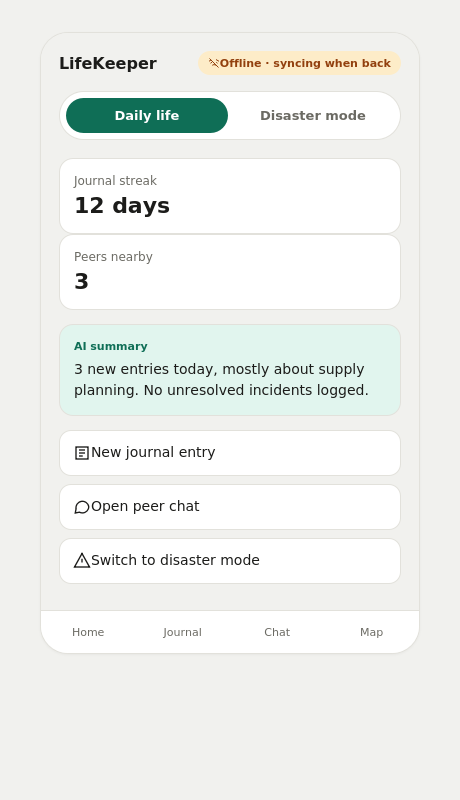 LifeKeeper
Offline · syncing when back
Daily life
Disaster mode
Journal streak
12 days
Peers nearby
3
AI summary
3 new entries today, mostly about supply
planning. No unresolved incidents logged.
New journal entry
Open peer chat
Switch to disaster mode
Home
Journal
Chat
Map